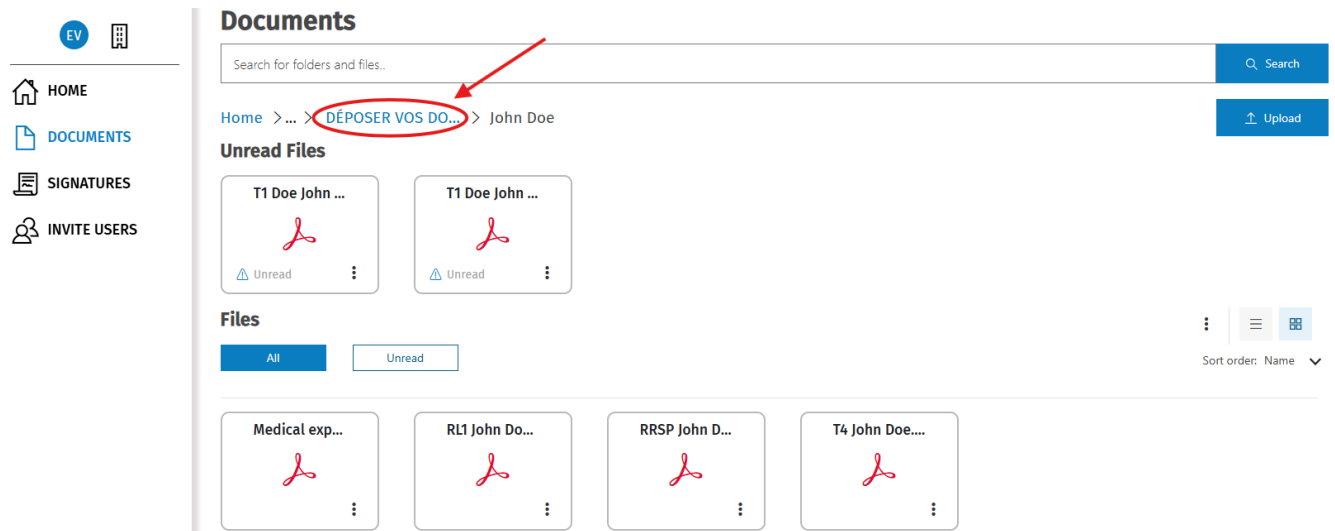 EV
HOME
DOCUMENTS
SIGNATURES
INVITE USERS
Documents
Search for folders and files..
Search
Home > ... > DÉPOSER VOS DO... > John Doe
Upload
Unread Files
T1 Doe John ...
T1 Doe John ...
Unread
Unread
Files
All
Unread
Sort order: Name
Medical exp...
RL1 John Do...
RRSP John D...
T4 John Doe....